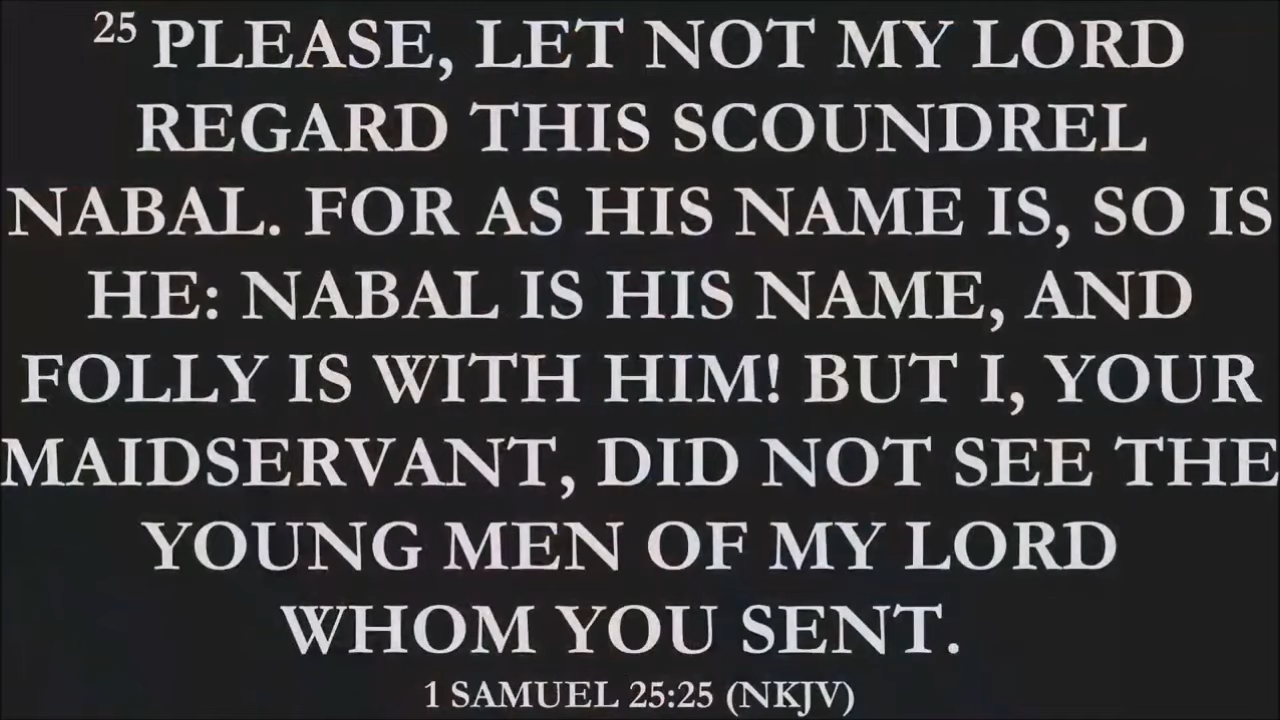 25 PLEASE, LET NOT MY LORD
REGARD THIS SCOUNDREL
NABAL. FOR AS HIS NAME IS, SO IS
HE: NABAL IS HIS NAME, AND
FOLLY IS WITH HIM! BUT I, YOUR
MAIDSERVANT, DID NOT SEE THE
YOUNG MEN OF MY LORD
WHOM YOU SENT.
1 SAMUEL 25:25 (NKJV)